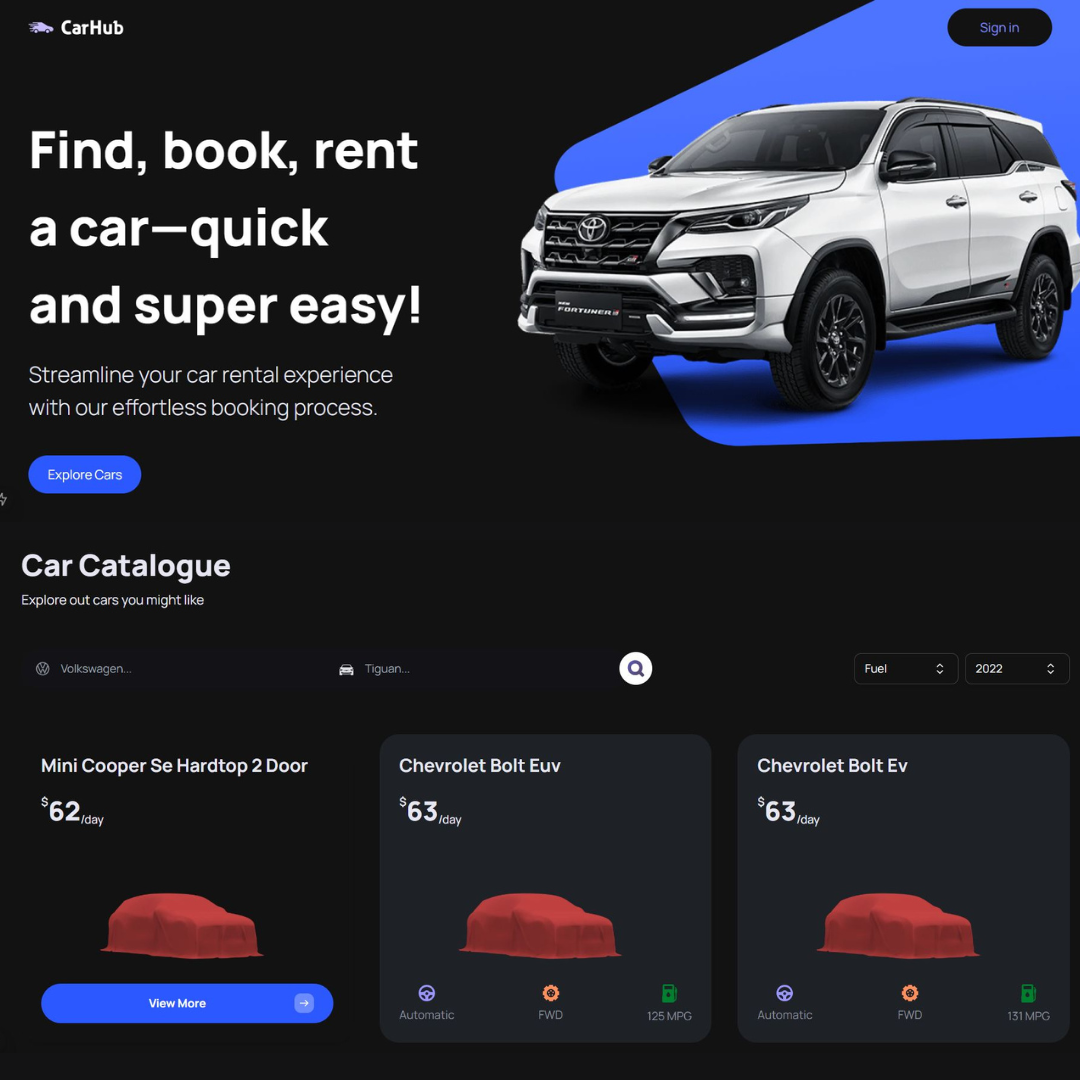 CarHub
Sign in
Find, book, rent
a car—quick
and super easy!
Streamline your car rental experience
with our effortless booking process.
NEW
FORTUNER
Explore Cars
Car Catalogue
Explore out cars you might like
Volkswagen...
Tiguan...
Fuel
2022
Mini Cooper Se Hardtop 2 Door
$62/day
View More
Chevrolet Bolt Euv
$63/day
Automatic
FWD
125 MPG
Chevrolet Bolt Ev
$63/day
Automatic
FWD
131 MPG